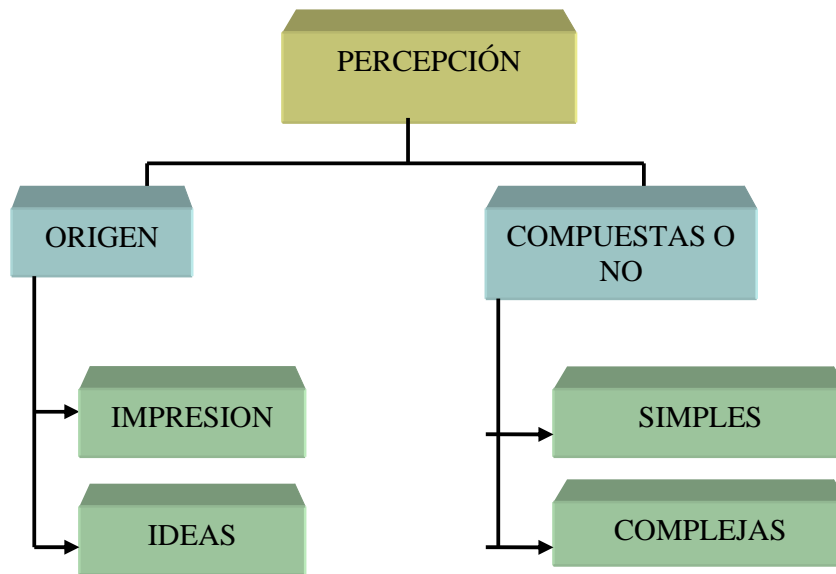 PERCEPCIÓN
ORIGEN
COMPUESTAS O
NO
IMPRESION
SIMPLES
IDEAS
COMPLEJAS